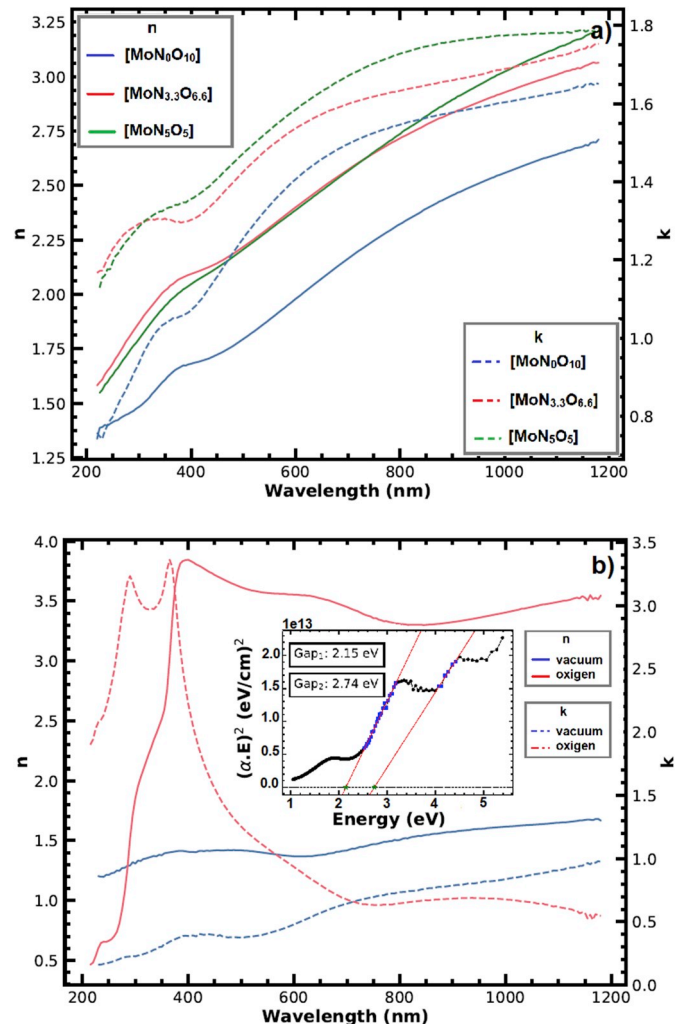 a)
n
[MoN₀O₁₀]
[MoN₃.₃O₆.₆]
[MoN₅O₅]
k
[MoN₀O₁₀]
[MoN₃.₃O₆.₆]
[MoN₅O₅]
3.25
3.00
2.75
2.50
2.25
2.00
1.75
1.50
1.25
n
1.8
1.6
1.4
1.2
1.0
0.8
k
200 400 600 800 1000 1200
Wavelength (nm)
b)
4.0
3.5
3.0
2.5
2.0
1.5
1.0
0.5
n
3.5
3.0
2.5
2.0
1.5
1.0
0.5
0.0
k
1e13
Gap₁: 2.15 eV
Gap₂: 2.74 eV
2.0
1.5
1.0
0.5
0.0
(α.E)² (eV/cm)²
1 2 3 4 5
Energy (eV)
n
vacuum
oxigen
k
vacuum
oxigen
200 400 600 800 1000 1200
Wavelength (nm)